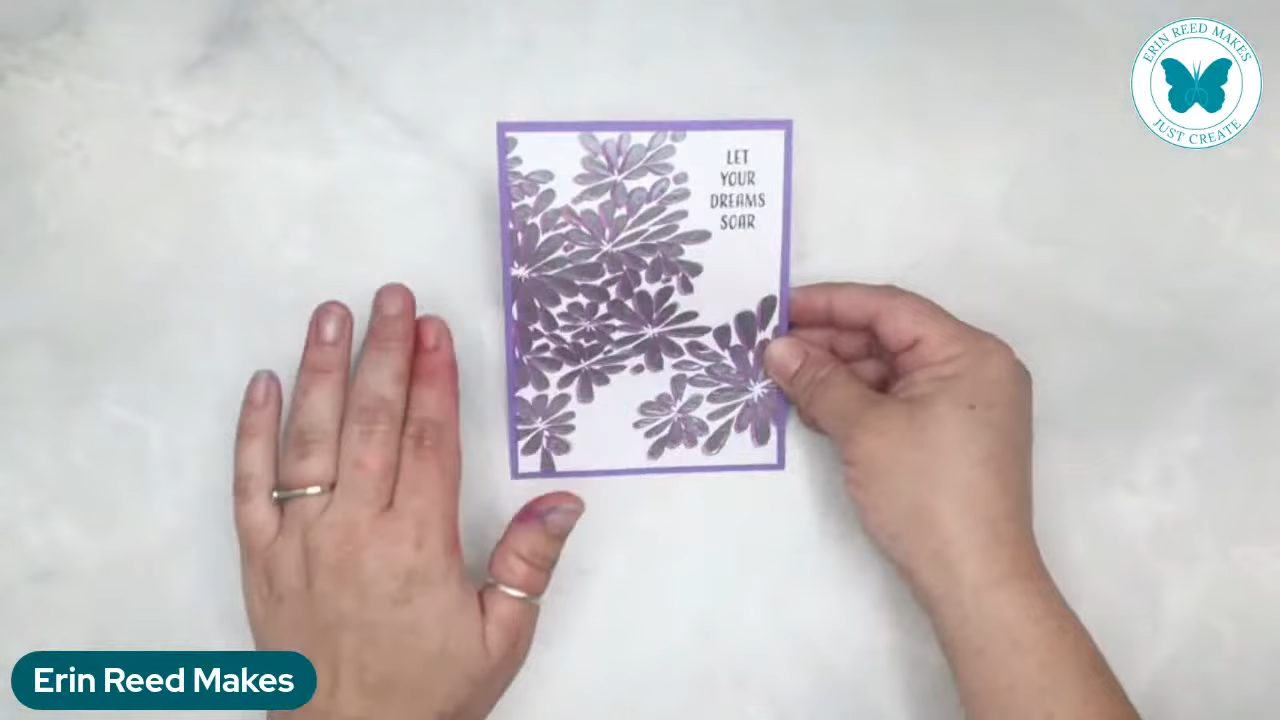 ERIN REED MAKES
JUST CREATE
LET
YOUR
DREAMS
SOAR
Erin Reed Makes